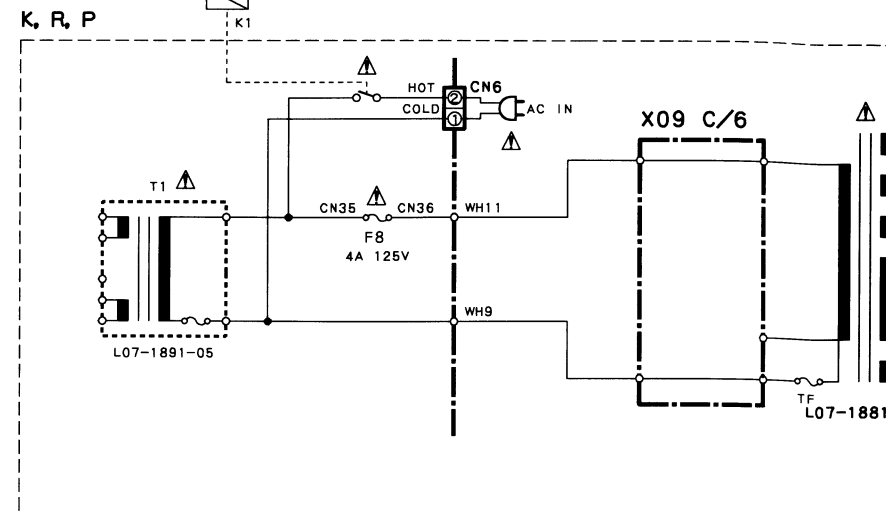 K, R, P
K1
HOT
CN6
COLD
2
1
AC IN
X09 C/6
T1
CN35
CN36
WH11
F8
4A 125V
WH9
L07-1891-05
TF
L07-1881